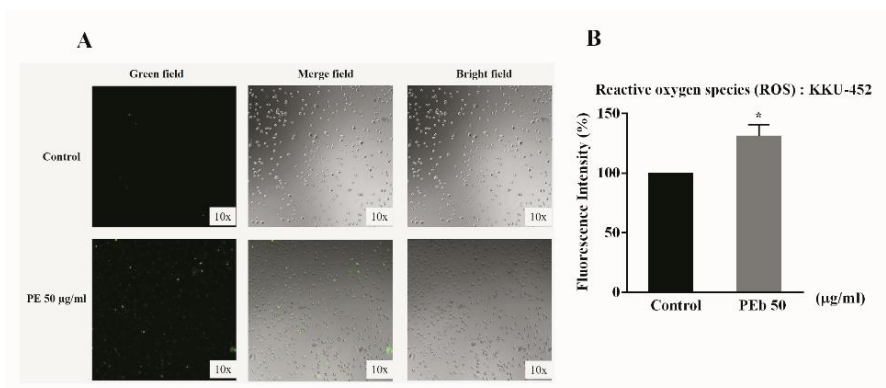 A
Green field
Merge field
Bright field
Control
10x
10x
10x
PE 50 µg/ml
10x
10x
10x
B
Reactive oxygen species (ROS) : KKU-452
Fluorescence Intensity (%)
150
100
50
0
*
Control
PEb 50
(µg/ml)